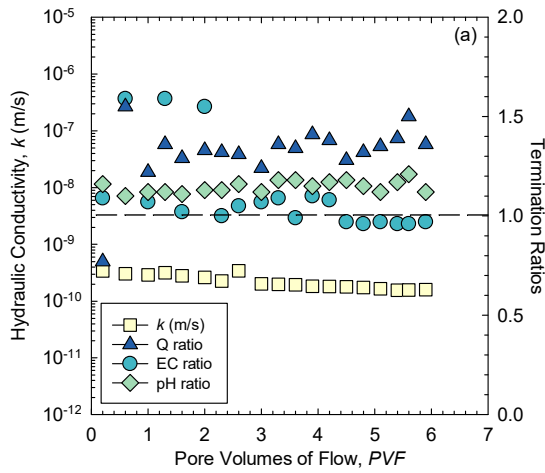 (a)
Hydraulic Conductivity, k (m/s)
10⁻⁵
10⁻⁶
10⁻⁷
10⁻⁸
10⁻⁹
10⁻¹⁰
10⁻¹¹
10⁻¹²
Termination Ratios
2.0
1.5
1.0
0.5
0.0
k (m/s)
Q ratio
EC ratio
pH ratio
0 1 2 3 4 5 6 7
Pore Volumes of Flow, PVF